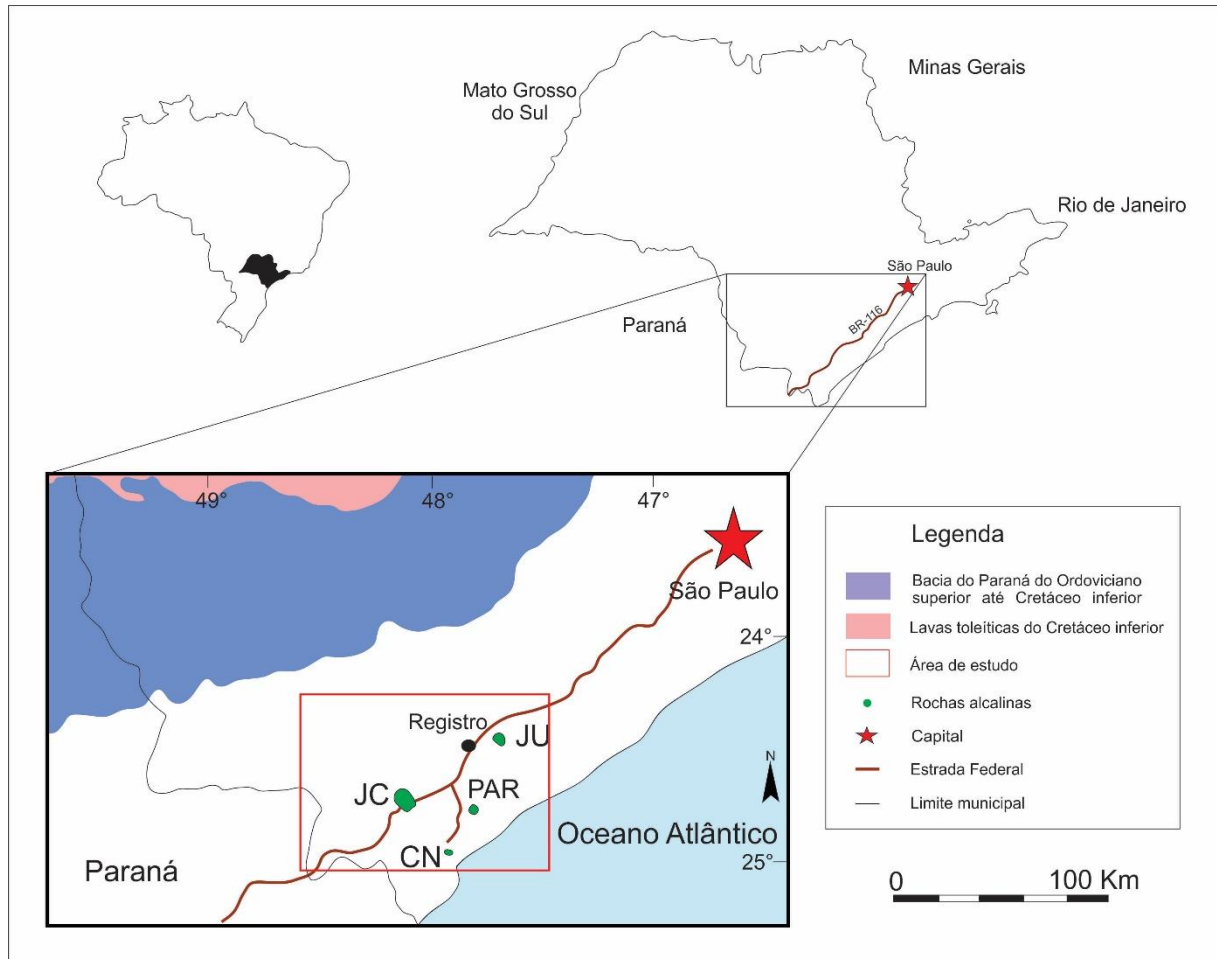 Mato Grosso
do Sul
Minas Gerais
Rio de Janeiro
São Paulo
BR-116
Paraná
49°
48°
47°
São Paulo
24°
Registro
JU
JC
PAR
CN
N
Oceano Atlântico
25°
Paraná
Legenda
Bacia do Paraná do Ordoviciano
superior até Cretáceo inferior
Lavas toleiticas do Cretáceo inferior
Área de estudo
Rochas alcalinas
Capital
Estrada Federal
Limite municipal
0 100 Km